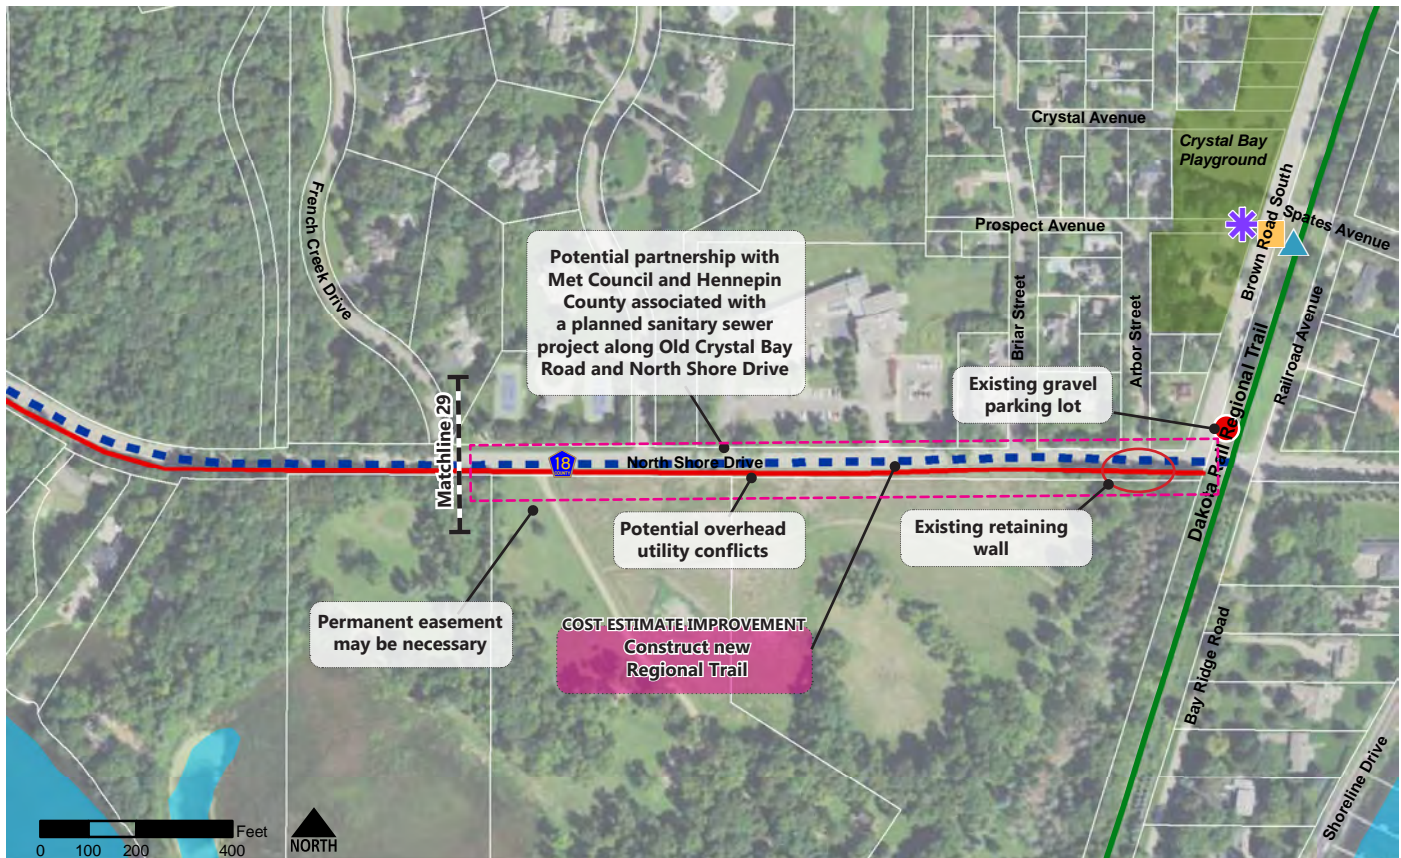 Crystal Avenue
Crystal Bay
Playground
French Creek Drive
Prospect Avenue
Brown Road South
Spates Avenue
Potential partnership with
Met Council and Hennepin
County associated with
a planned sanitary sewer
project along Old Crystal Bay
Road and North Shore Drive
Briar Street
Arbor Street
Railroad Avenue
Existing gravel
parking lot
Matchline 29
18
COUNTY
North Shore Drive
Dakota Rail Regional Trail
Potential overhead
utility conflicts
Existing retaining
wall
Permanent easement
may be necessary
COST ESTIMATE IMPROVEMENT
Construct new
Regional Trail
Bay Ridge Road
Shoreline Drive
Feet
0 100 200 400
NORTH